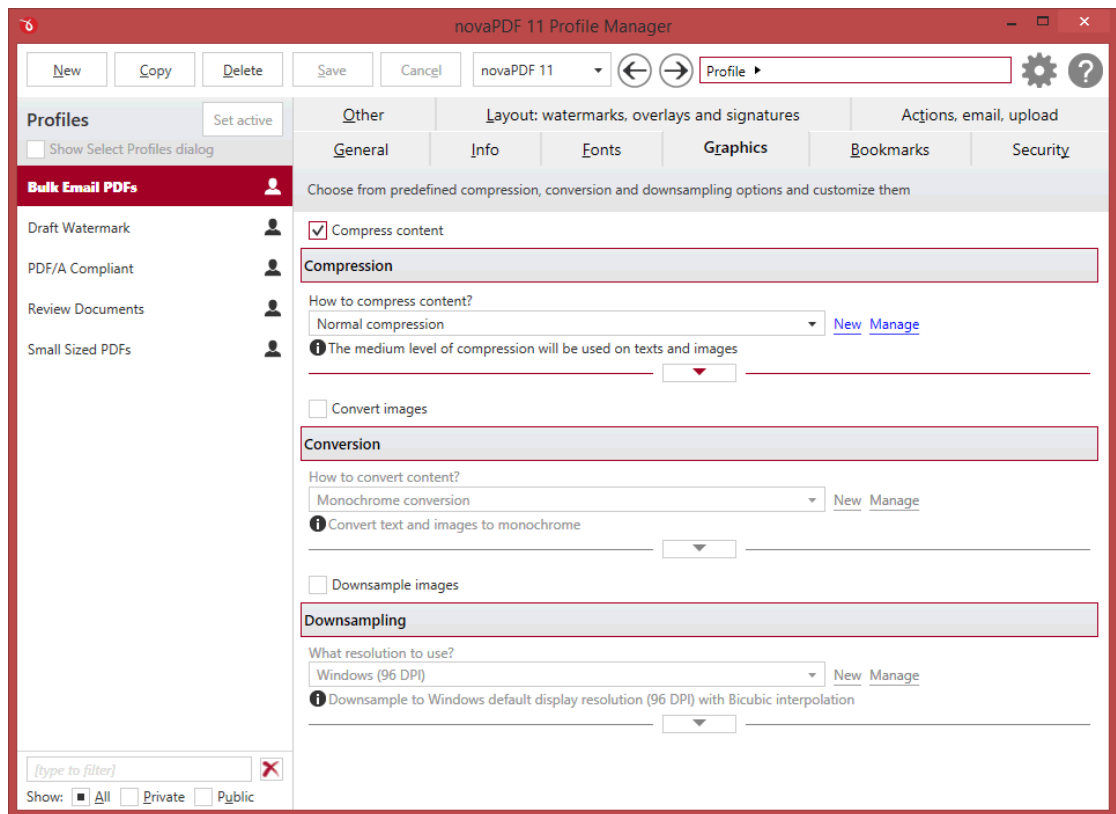 novaPDF 11 Profile Manager
New Copy Delete Save Cancel novaPDF 11 Profile
Profiles Set active
Show Select Profiles dialog
Bulk Email PDFs
Draft Watermark
PDF/A Compliant
Review Documents
Small Sized PDFs
[type to filter]
Show: All Private Public
Other Layout: watermarks, overlays and signatures Actions, email, upload
General Info Fonts Graphics Bookmarks Security
Choose from predefined compression, conversion and downsampling options and customize them
Compress content
Compression
How to compress content?
Normal compression New Manage
The medium level of compression will be used on texts and images
Convert images
Conversion
How to convert content?
Monochrome conversion New Manage
Convert text and images to monochrome
Downsample images
Downsampling
What resolution to use?
Windows (96 DPI) New Manage
Downsample to Windows default display resolution (96 DPI) with Bicubic interpolation